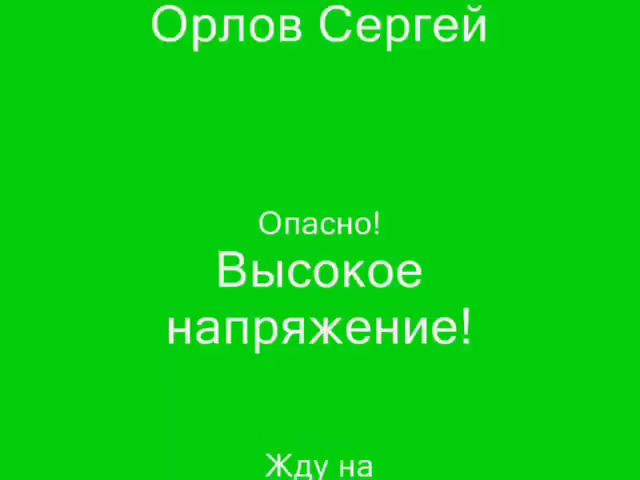 Орлов Сергей
Опасно!
Высокое
напряжение!
Жду на